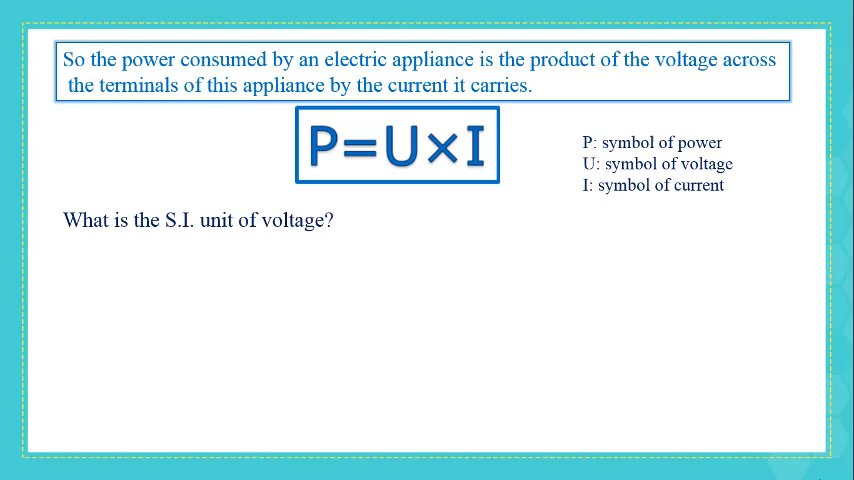 So the power consumed by an electric appliance is the product of the voltage across
the terminals of this appliance by the current it carries.
P=U×I
P: symbol of power
U: symbol of voltage
I: symbol of current
What is the S.I. unit of voltage?